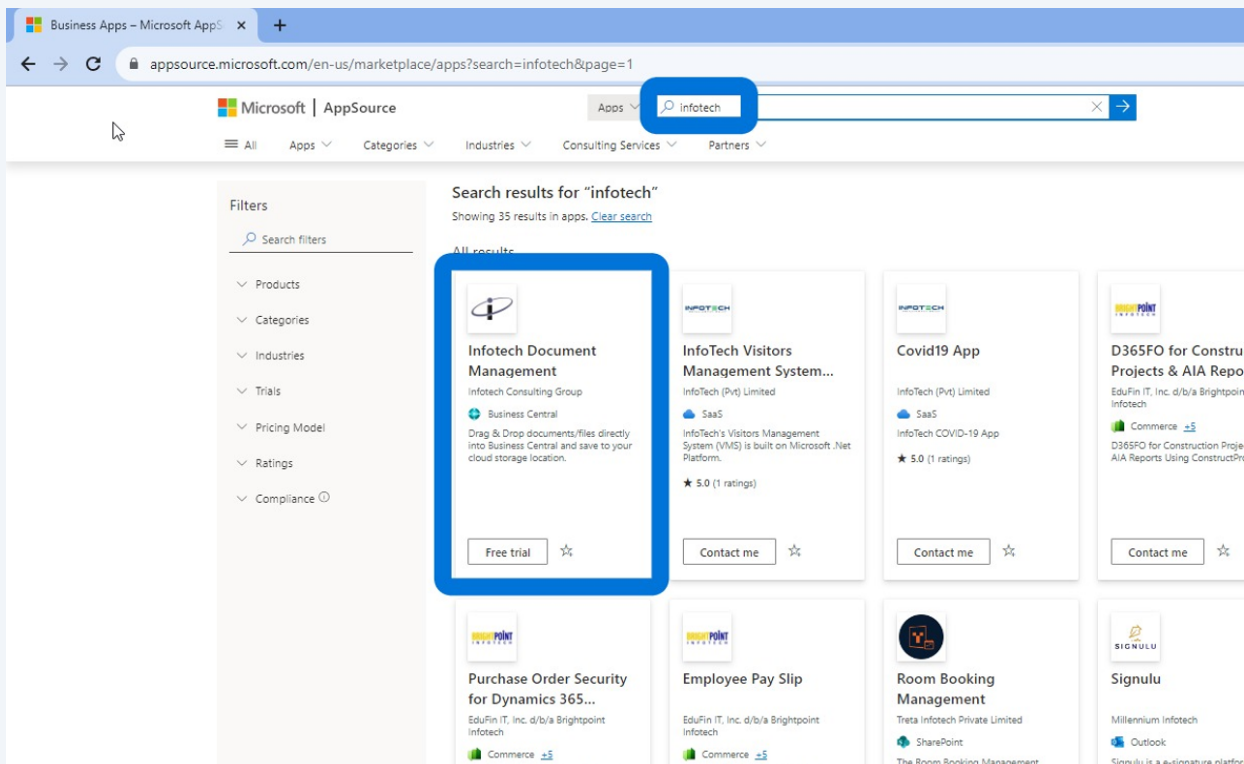 Business Apps – Microsoft AppS
appsource.microsoft.com/en-us/marketplace/apps?search=infotech&page=1
Microsoft | AppSource
Apps
infotech
All Apps Categories Industries Consulting Services Partners
Filters
Search filters
Products
Categories
Industries
Trials
Pricing Model
Ratings
Compliance
Search results for “infotech”
Showing 35 results in apps. Clear search
All results
Infotech Document
Management
Infotech Consulting Group
Business Central
Drag & Drop documents/files directly
into Business Central and save to your
cloud storage location.
Free trial
INFOTECH
InfoTech Visitors
Management System...
InfoTech (Pvt) Limited
SaaS
InfoTech's Visitors Management
System (VMS) is built on Microsoft .Net
Platform.
5.0 (1 ratings)
Contact me
INFOTECH
Covid19 App
InfoTech (Pvt) Limited
SaaS
InfoTech COVID-19 App
5.0 (1 ratings)
Contact me
BRIGHTPOINT
INFOTECH
D365FO for Constru
Projects & AIA Repo
EduFin IT, Inc. d/b/a Brightpoin
Infotech
Commerce +5
D365FO for Construction Proje
AIA Reports Using ConstructPro
Contact me
BRIGHTPOINT
INFOTECH
Purchase Order Security
for Dynamics 365...
EduFin IT, Inc. d/b/a Brightpoint
Infotech
Commerce +5
BRIGHTPOINT
INFOTECH
Employee Pay Slip
EduFin IT, Inc. d/b/a Brightpoint
Infotech
Commerce +5
Room Booking
Management
Treta Infotech Private Limited
SharePoint
The Room Booking Management
SIGNULU
Signulu
Millennium Infotech
Outlook
Signulu is a e-signature platfor